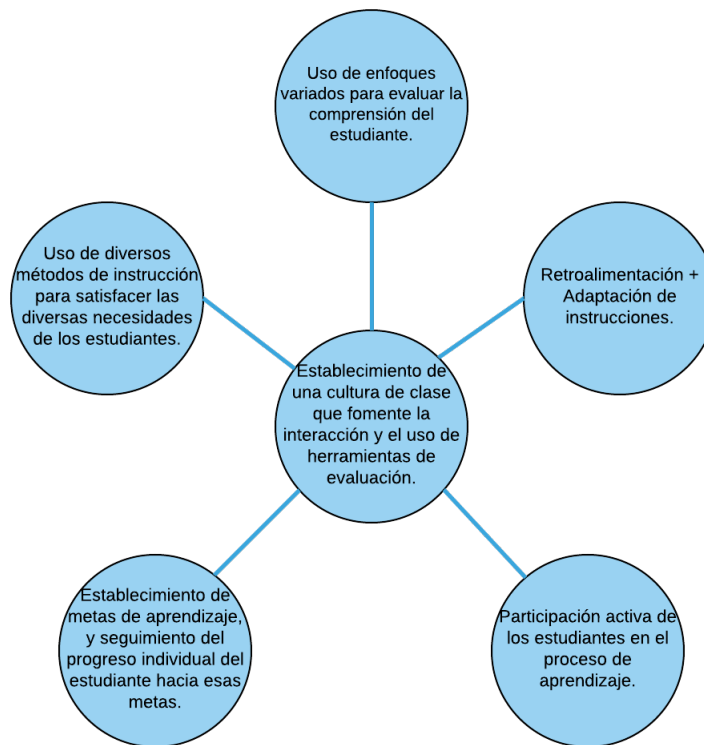 Uso de enfoques
variados para evaluar la
comprensión del
estudiante.
Uso de diversos
métodos de instrucción
para satisfacer las
diversas necesidades
de los estudiantes.
Retroalimentación +
Adaptación de
instrucciones.
Establecimiento de
una cultura de clase
que fomente la
interacción y el uso de
herramientas de
evaluación.
Establecimiento de
metas de aprendizaje,
y seguimiento del
progreso individual del
estudiante hacia esas
metas.
Participación activa de
los estudiantes en el
proceso de
aprendizaje.